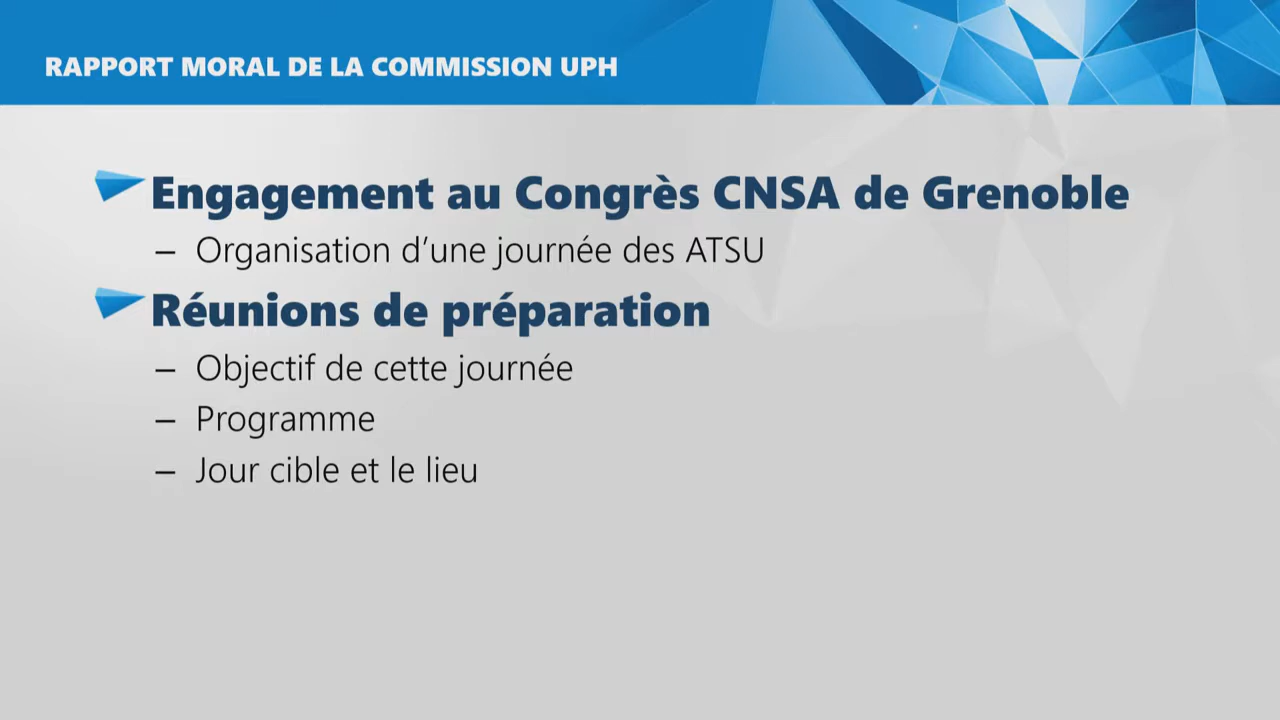 RAPPORT MORAL DE LA COMMISSION UPH
Engagement au Congrès CNSA de Grenoble
– Organisation d’une journée des ATSU
Réunions de préparation
– Objectif de cette journée
– Programme
– Jour cible et le lieu